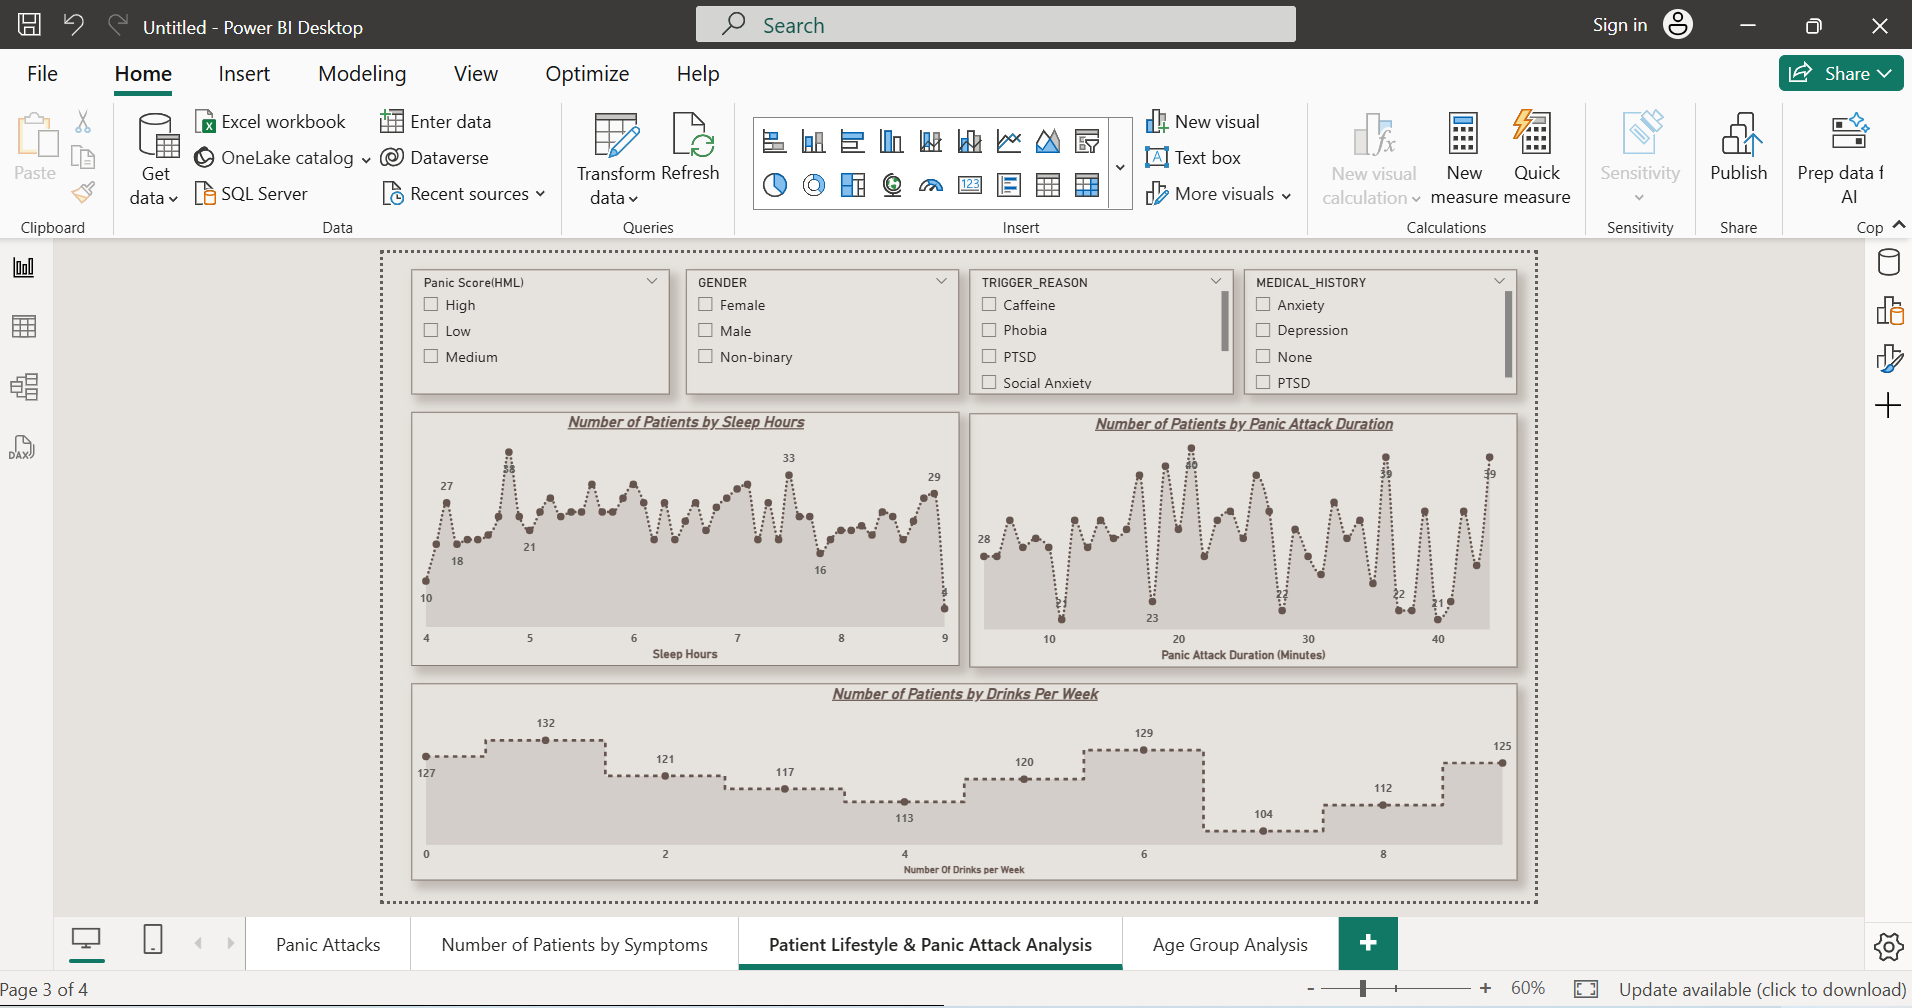 Untitled - Power BI Desktop
Search
Sign in
File
Home
Insert
Modeling
View
Optimize
Help
Share
Paste
Clipboard
Get data
Excel workbook
OneLake catalog
SQL Server
Enter data
Dataverse
Recent sources
Data
Transform data
Refresh
Queries
123
Insert
New visual
A Text box
More visuals
New visual calculation
New measure
Quick measure
Calculations
Sensitivity
Sensitivity
Publish
Share
Prep data f
AI
Cop
DAX
Panic Score(HML)
High
Low
Medium
GENDER
Female
Male
Non-binary
TRIGGER_REASON
Caffeine
Phobia
PTSD
Social Anxiety
MEDICAL_HISTORY
Anxiety
Depression
None
PTSD
Number of Patients by Sleep Hours
10
27
18
38
21
33
16
29
4
4 5 6 7 8 9
Sleep Hours
Number of Patients by Panic Attack Duration
28
21
23
40
22
39
22
21
39
10 20 30 40
Panic Attack Duration (Minutes)
Number of Patients by Drinks Per Week
127
132
121
117
113
120
129
104
112
125
0 2 4 6 8
Number Of Drinks per Week
Panic Attacks
Number of Patients by Symptoms
Patient Lifestyle & Panic Attack Analysis
Age Group Analysis
+
Page 3 of 4
- + 60%
Update available (click to download)